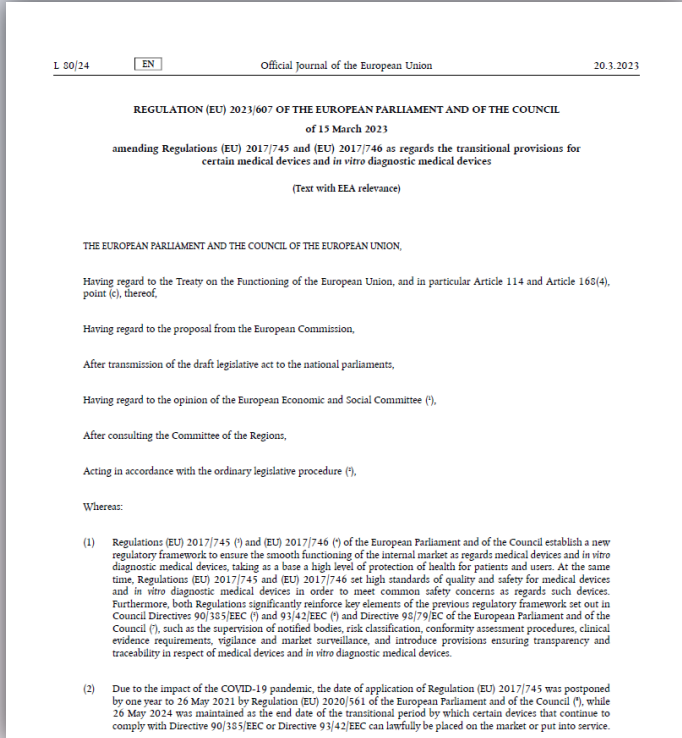 L 80/24 EN Official Journal of the European Union 20.3.2023
REGULATION (EU) 2023/607 OF THE EUROPEAN PARLIAMENT AND OF THE COUNCIL
of 15 March 2023
amending Regulations (EU) 2017/745 and (EU) 2017/746 as regards the transitional provisions for
certain medical devices and in vitro diagnostic medical devices
(Text with EEA relevance)
THE EUROPEAN PARLIAMENT AND THE COUNCIL OF THE EUROPEAN UNION,
Having regard to the Treaty on the Functioning of the European Union, and in particular Article 114 and Article 168(4),
point (c), thereof,
Having regard to the proposal from the European Commission,
After transmission of the draft legislative act to the national parliaments,
Having regard to the opinion of the European Economic and Social Committee (¹),
After consulting the Committee of the Regions,
Acting in accordance with the ordinary legislative procedure (²),
Whereas:
(1) Regulations (EU) 2017/745 (³) and (EU) 2017/746 (⁴) of the European Parliament and of the Council establish a new
regulatory framework to ensure the smooth functioning of the internal market as regards medical devices and in vitro
diagnostic medical devices, taking as a base a high level of protection of health for patients and users. At the same
time, Regulations (EU) 2017/745 and (EU) 2017/746 set high standards of quality and safety for medical devices
and in vitro diagnostic medical devices in order to meet common safety concerns as regards such devices.
Furthermore, both Regulations significantly reinforce key elements of the previous regulatory framework set out in
Council Directives 90/385/EEC (⁵) and 93/42/EEC (⁶) and Directive 98/79/EC of the European Parliament and of the
Council (⁷), such as the supervision of notified bodies, risk classification, conformity assessment procedures, clinical
evidence requirements, vigilance and market surveillance, and introduce provisions ensuring transparency and
traceability in respect of medical devices and in vitro diagnostic medical devices.
(2) Due to the impact of the COVID-19 pandemic, the date of application of Regulation (EU) 2017/745 was postponed
by one year to 26 May 2021 by Regulation (EU) 2020/561 of the European Parliament and of the Council (⁸), while
26 May 2024 was maintained as the end date of the transitional period by which certain devices that continue to
comply with Directive 90/385/EEC or Directive 93/42/EEC can lawfully be placed on the market or put into service.